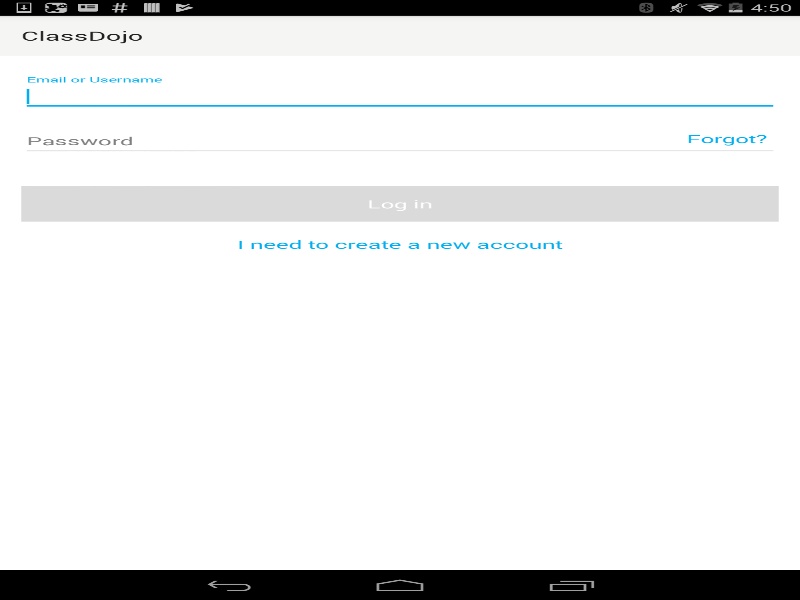 4:50
ClassDojo
Email or Username
Password
Forgot?
Log in
I need to create a new account